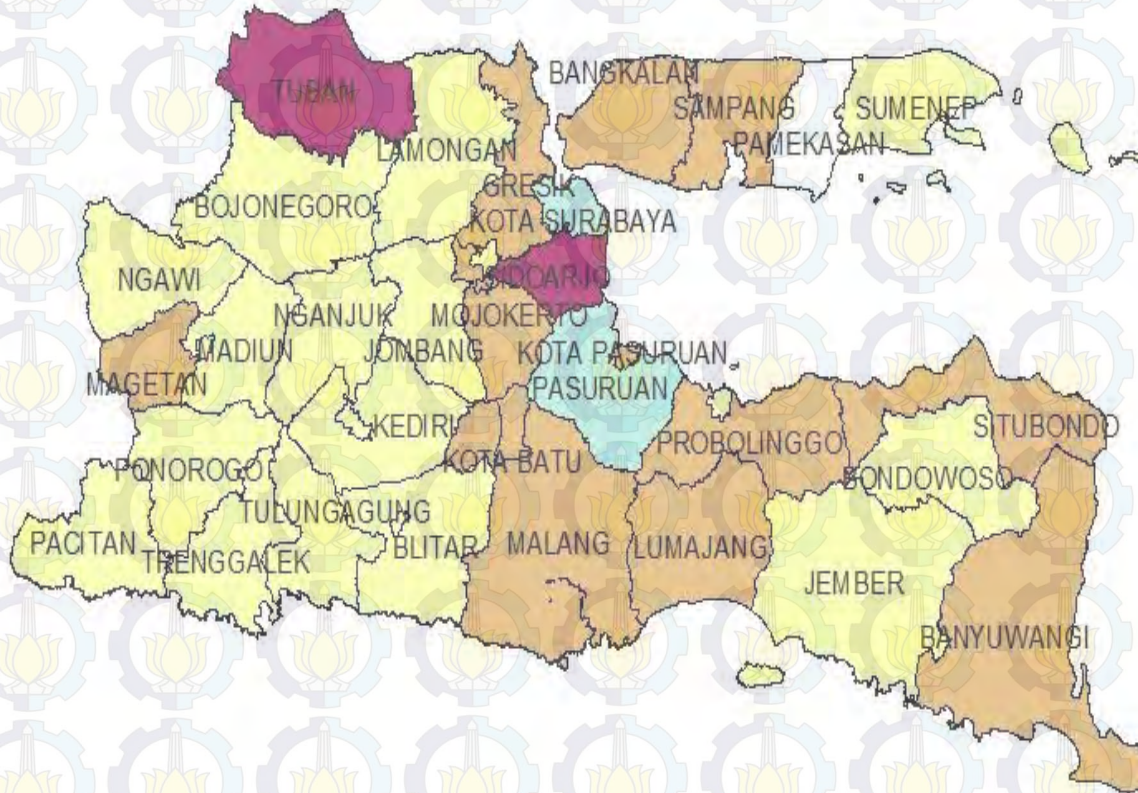 BANGKALAN
TUBAN
SAMPANG
SUMENEP
PAMEKASAN
LAMONGAN
GRESIK
BOJONEGORO
KOTA SURABAYA
NGAWI
SIDOARJO
NGANJUK
MOJOKERTO
MADIUN
JOMBANG
KOTA PASURUAN
MAGETAN
PASURUAN
KEDIRI
SITUBONDO
PROBOLINGGO
KOTA BATU
PONOROGO
BONDOWOSO
TULUNGAGUNG
PACITAN
BLITAR
MALANG
LUMAJANG
TRENGGALEK
JEMBER
BANYUWANGI